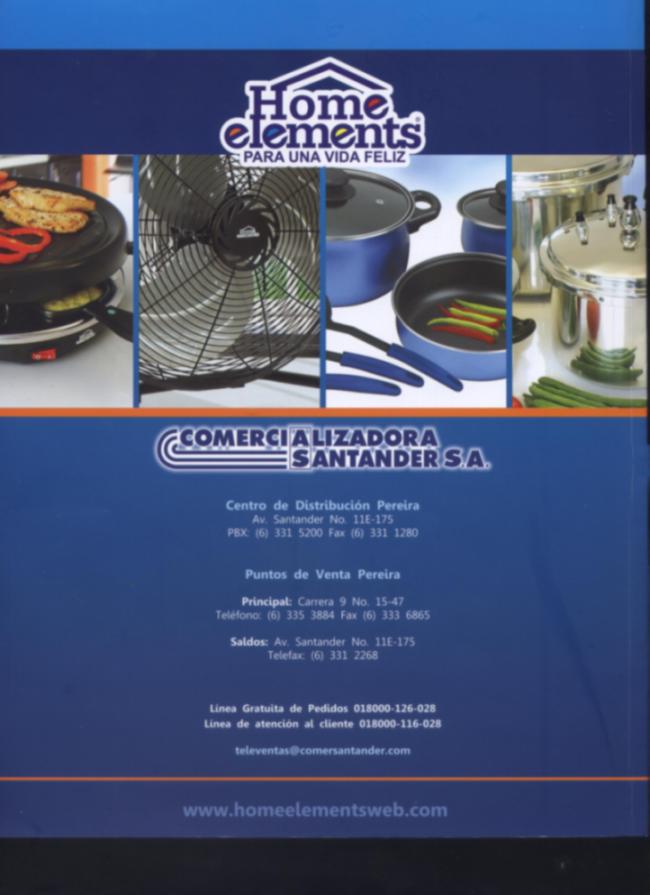 Home
elements®
PARA UNA VIDA FELIZ
COMERCIALIZADORA
SANTANDER S.A.
Centro de Distribución Pereira
Av. Santander No. 11E-175
PBX: (6) 331 5200 Fax (6) 331 1280
Puntos de Venta Pereira
Principal: Carrera 9 No. 15-47
Teléfono: (6) 335 3884 Fax (6) 333 6865
Saldos: Av. Santander No. 11E-175
Telefax: (6) 331 2268
Línea Gratuita de Pedidos 018000-126-028
Línea de atención al cliente 018000-116-028
televentas@comersantander.com
www.homeelementsweb.com